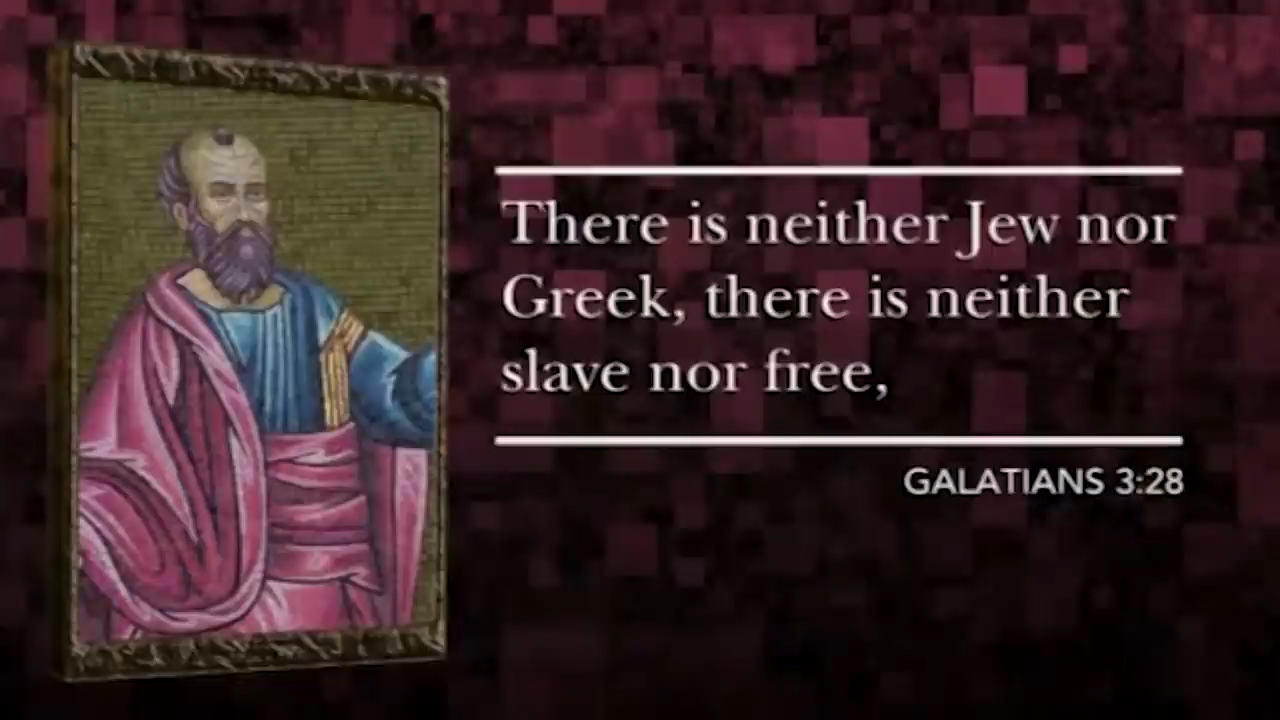 There is neither Jew nor
Greek, there is neither
slave nor free,
GALATIANS 3:28